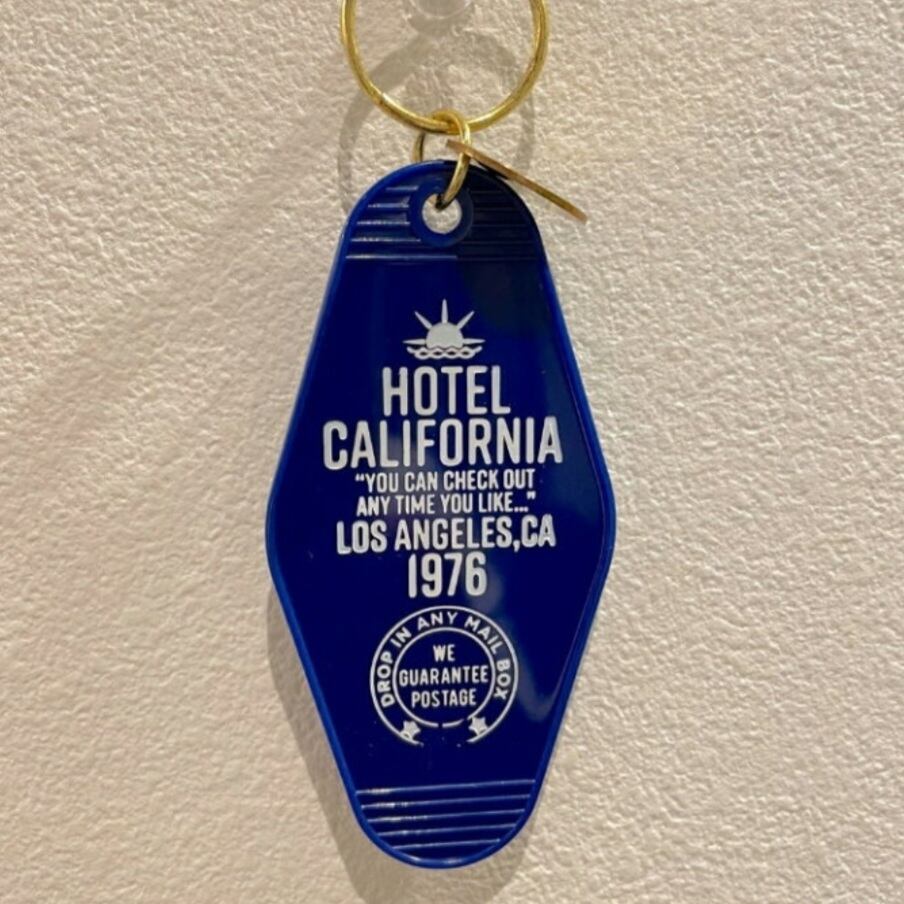 HOTEL
CALIFORNIA
“YOU CAN CHECK OUT
ANY TIME YOU LIKE...”
LOS ANGELES,CA
1976
DROP IN ANY MAIL BOX
WE
GUARANTEE
POSTAGE